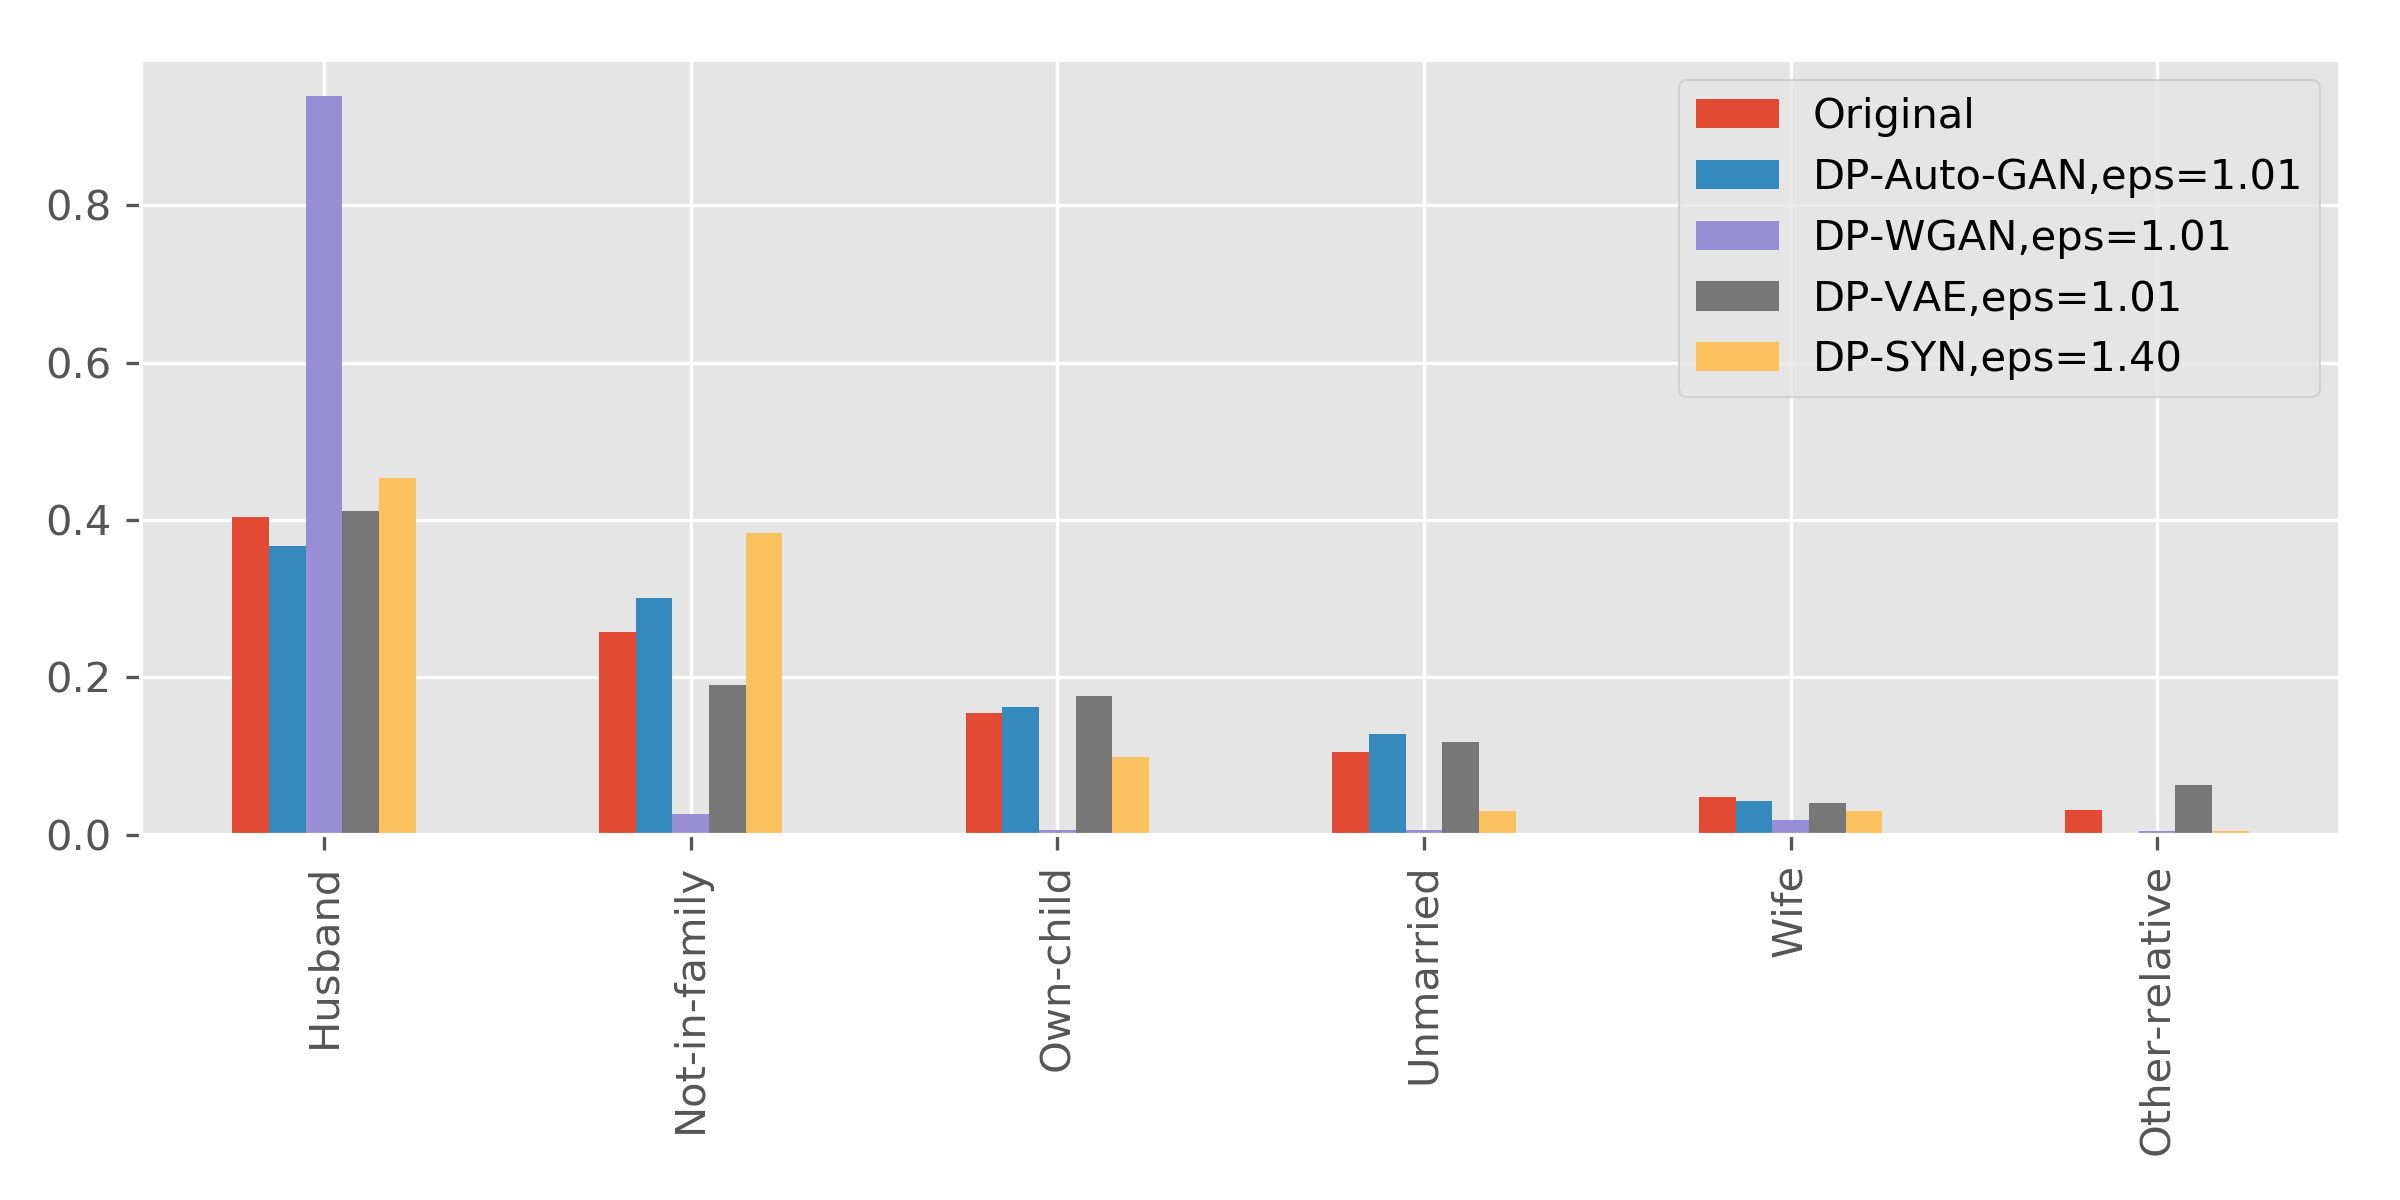 Original
DP-Auto-GAN,eps=1.01
DP-WGAN,eps=1.01
DP-VAE,eps=1.01
DP-SYN,eps=1.40
0.8
0.6
0.4
0.2
0.0
Husband
Not-in-family
Own-child
Unmarried
Wife
Other-relative